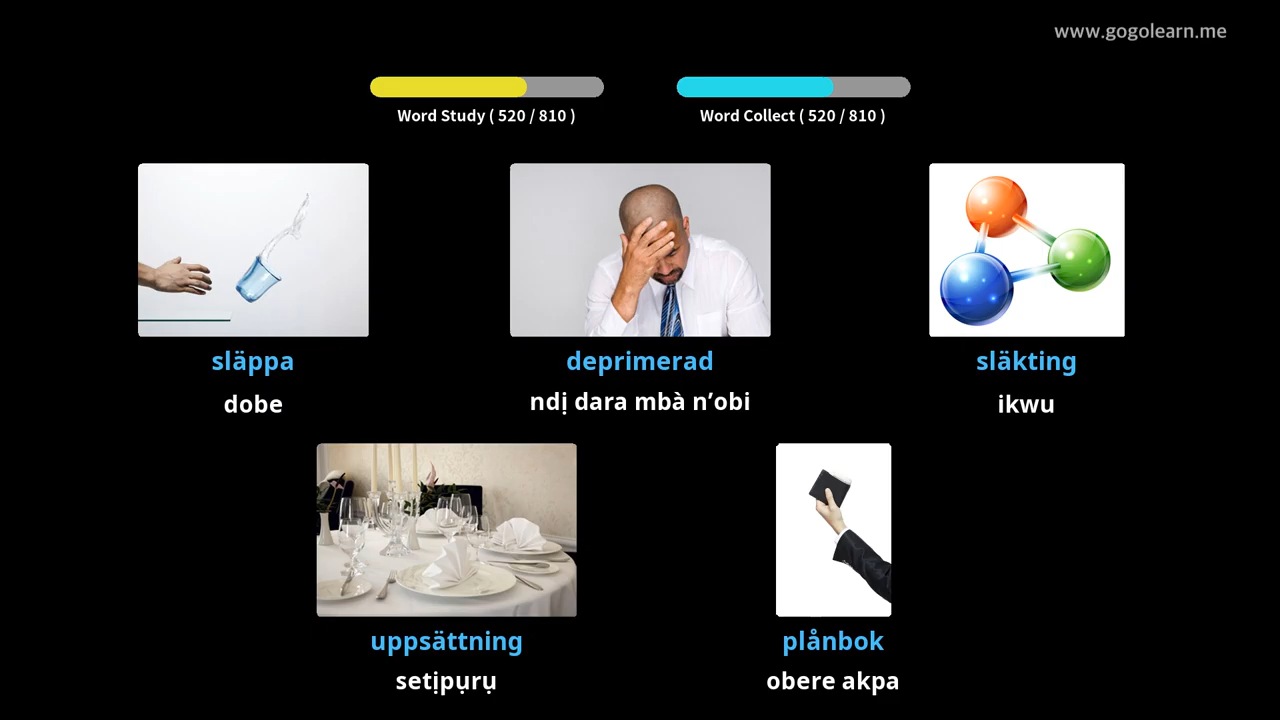 www.gogolearn.me
Word Study ( 520 / 810 )
Word Collect ( 520 / 810 )
släppa
dobe
deprimerad
ndị dara mbà n’obi
släkting
ikwu
uppsättning
setịpụrụ
plånbok
obere akpa